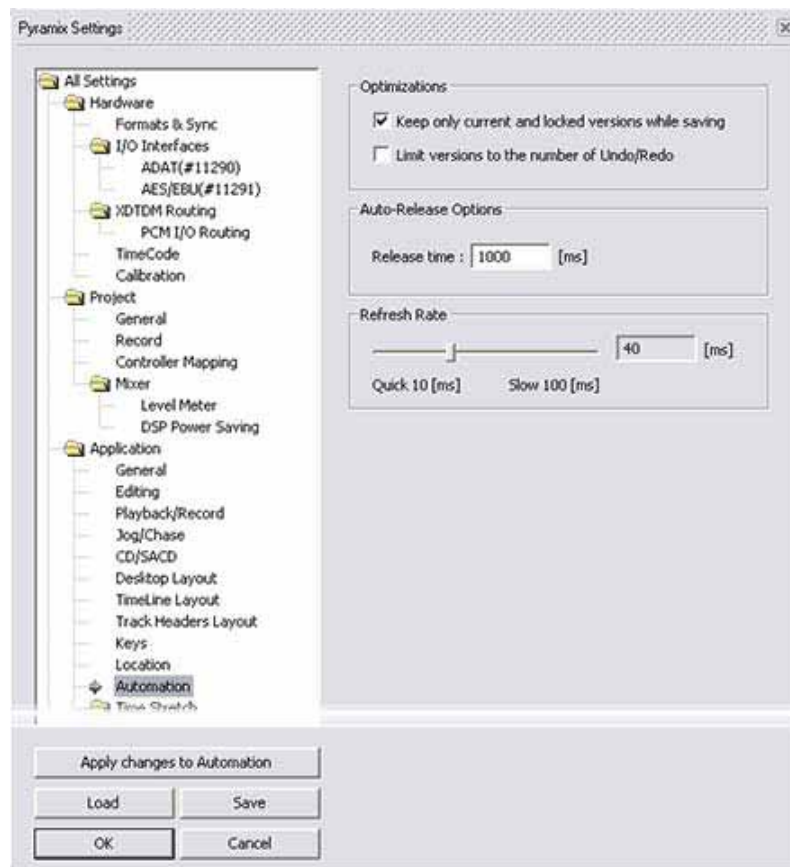 Pyramix Settings
All Settings
Hardware
Formats & Sync
I/O Interfaces
ADAT(#11290)
AES/EBU(#11291)
XDTDM Routing
PCM I/O Routing
TimeCode
Calibration
Project
General
Record
Controller Mapping
Mixer
Level Meter
DSP Power Saving
Application
General
Editing
Playback/Record
Jog/Chase
CD/SACD
Desktop Layout
TimeLine Layout
Track Headers Layout
Keys
Location
Automation
Time Stretch
Optimizations
Keep only current and locked versions while saving
Limit versions to the number of Undo/Redo
Auto-Release Options
Release time : 1000 [ms]
Refresh Rate
40 [ms]
Quick 10 [ms] Slow 100 [ms]
Apply changes to Automation
Load Save
OK Cancel